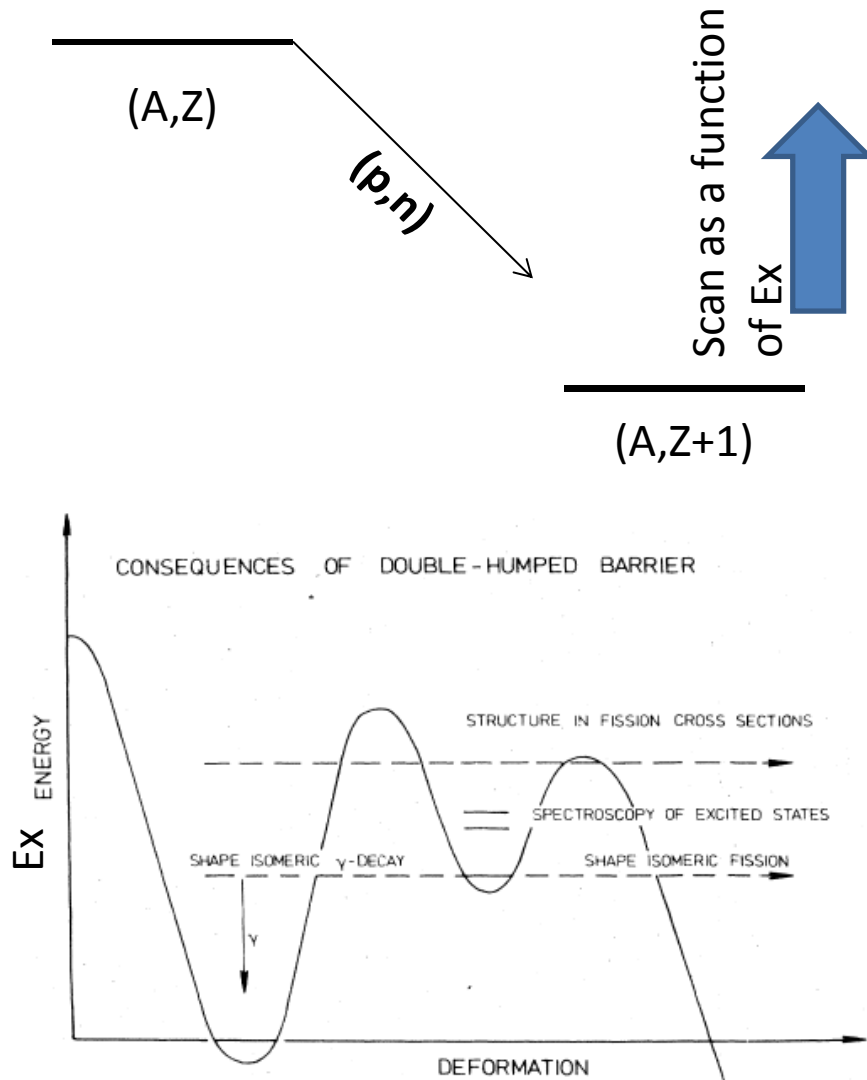 (A,Z)
(p,n)
Scan as a function
of Ex
(A,Z+1)
CONSEQUENCES OF DOUBLE-HUMPED BARRIER
ENERGY
Ex
STRUCTURE IN FISSION CROSS SECTIONS
SPECTROSCOPY OF EXCITED STATES
SHAPE ISOMERIC γ-DECAY
SHAPE ISOMERIC FISSION
γ
DEFORMATION